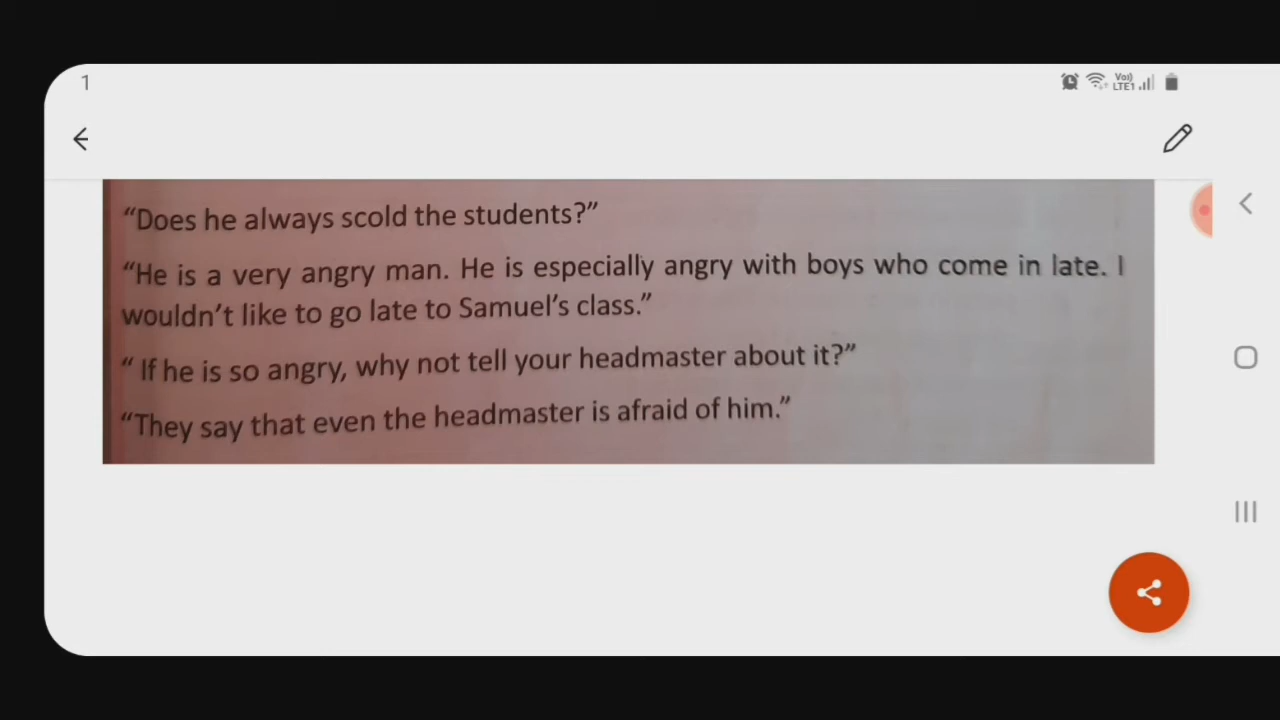 1
Vo))
LTE1
“Does he always scold the students?”
“He is a very angry man. He is especially angry with boys who come in late. I
wouldn’t like to go late to Samuel’s class.”
“ If he is so angry, why not tell your headmaster about it?”
“They say that even the headmaster is afraid of him.”